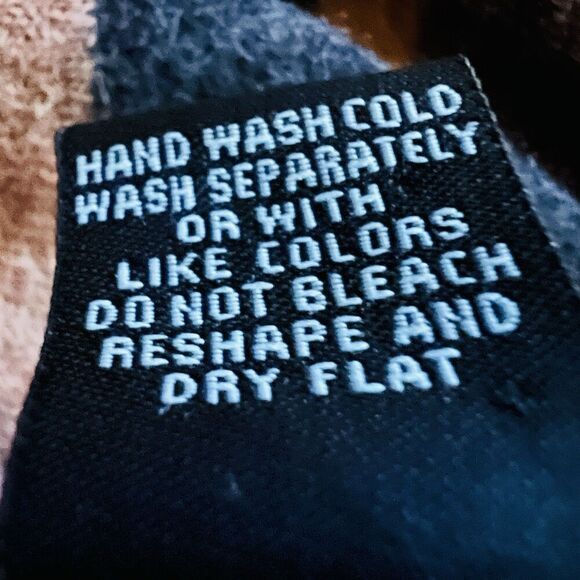 HAND WASH COLD
WASH SEPARATELY
OR WITH
LIKE COLORS
DO NOT BLEACH
RESHAPE AND
DRY FLAT